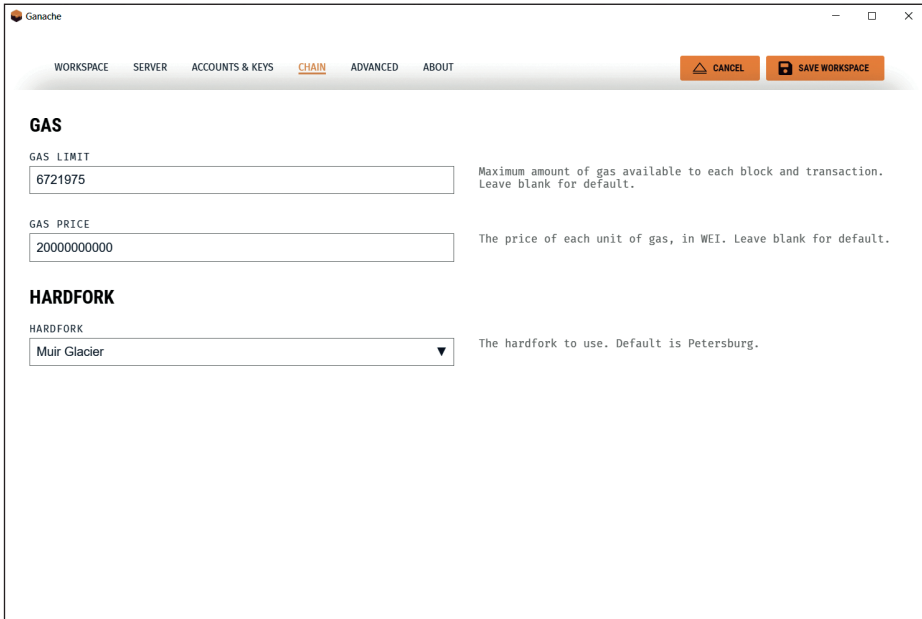 Ganache
WORKSPACE SERVER ACCOUNTS & KEYS CHAIN ADVANCED ABOUT CANCEL SAVE WORKSPACE
GAS
GAS LIMIT
6721975
Maximum amount of gas available to each block and transaction.
Leave blank for default.
GAS PRICE
20000000000
The price of each unit of gas, in WEI. Leave blank for default.
HARDFORK
HARDFORK
Muir Glacier
The hardfork to use. Default is Petersburg.